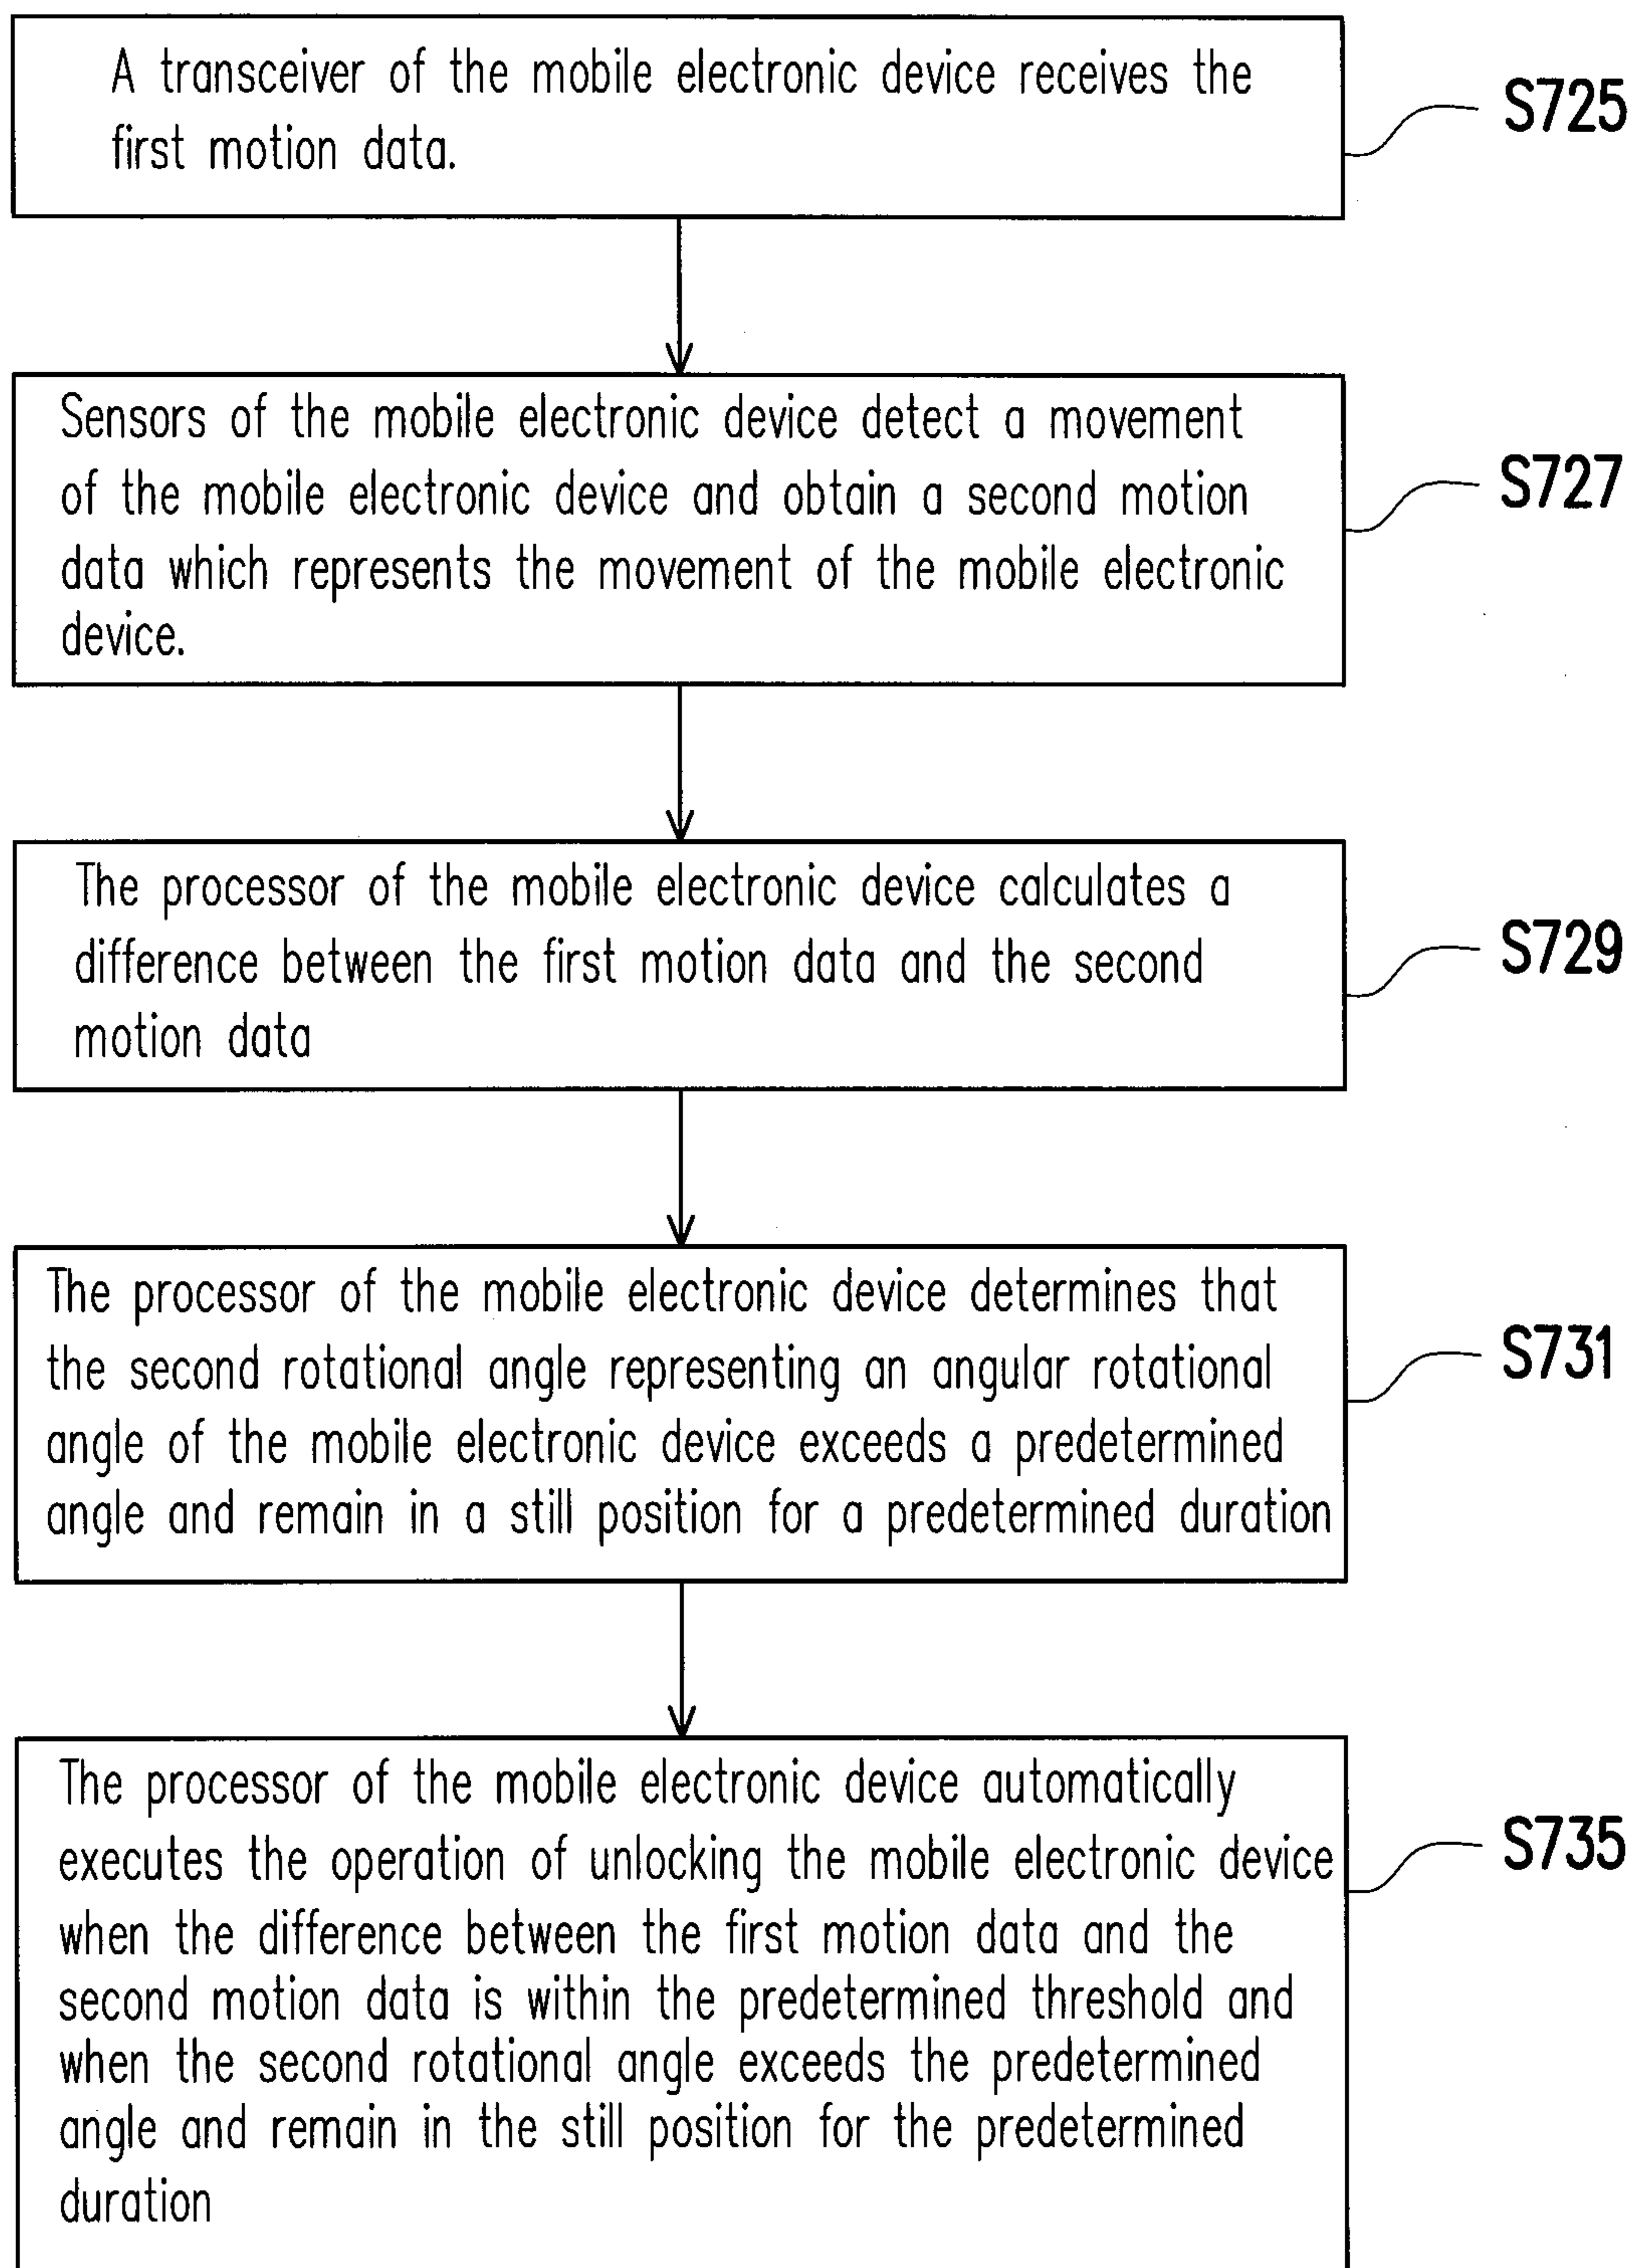 A transceiver of the mobile electronic device receives the
first motion data.
S725
Sensors of the mobile electronic device detect a movement
of the mobile electronic device and obtain a second motion
data which represents the movement of the mobile electronic
device.
S727
The processor of the mobile electronic device calculates a
difference between the first motion data and the second
motion data
S729
The processor of the mobile electronic device determines that
the second rotational angle representing an angular rotational
angle of the mobile electronic device exceeds a predetermined
angle and remain in a still position for a predetermined duration
S731
The processor of the mobile electronic device automatically
executes the operation of unlocking the mobile electronic device
when the difference between the first motion data and the
second motion data is within the predetermined threshold and
when the second rotational angle exceeds the predetermined
angle and remain in the still position for the predetermined
duration
S735